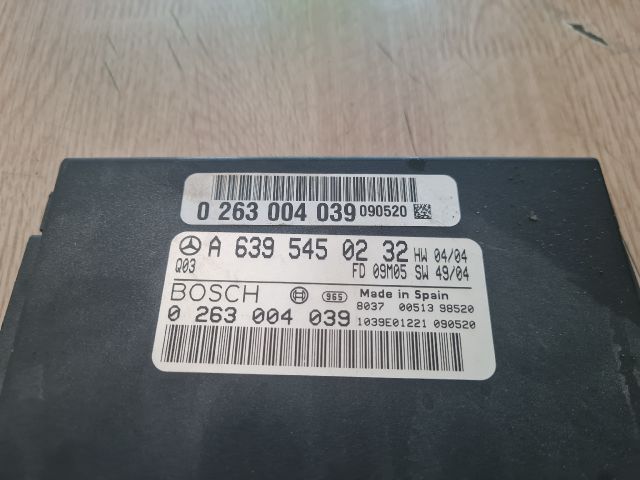 0 263 004 039 090520
A 639 545 02 32 HW 04/04
Q03 FD 09M05 SW 49/04
BOSCH 965 Made in Spain
8037 00513 98520
0 263 004 039 1039E01221 090520